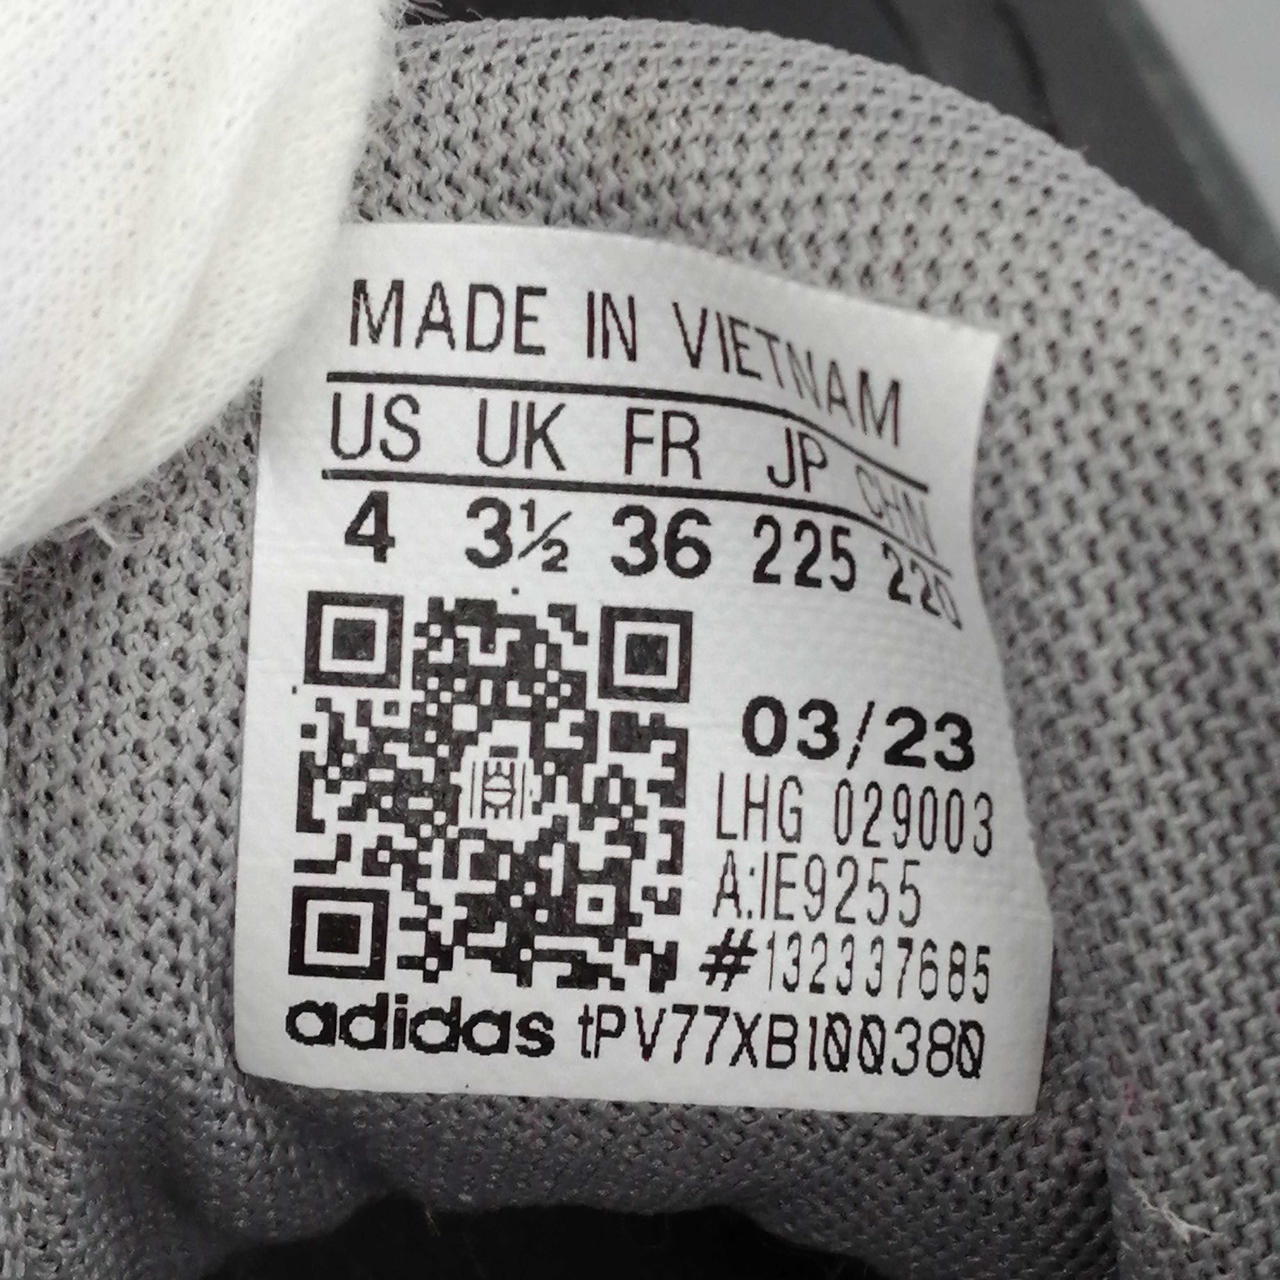 MADE IN VIETNAM
US UK FR JP CHN
4 3½ 36 225 220
03/23
LHG 029003
A:IE9255
#132337685
adidas tPV77XB100380